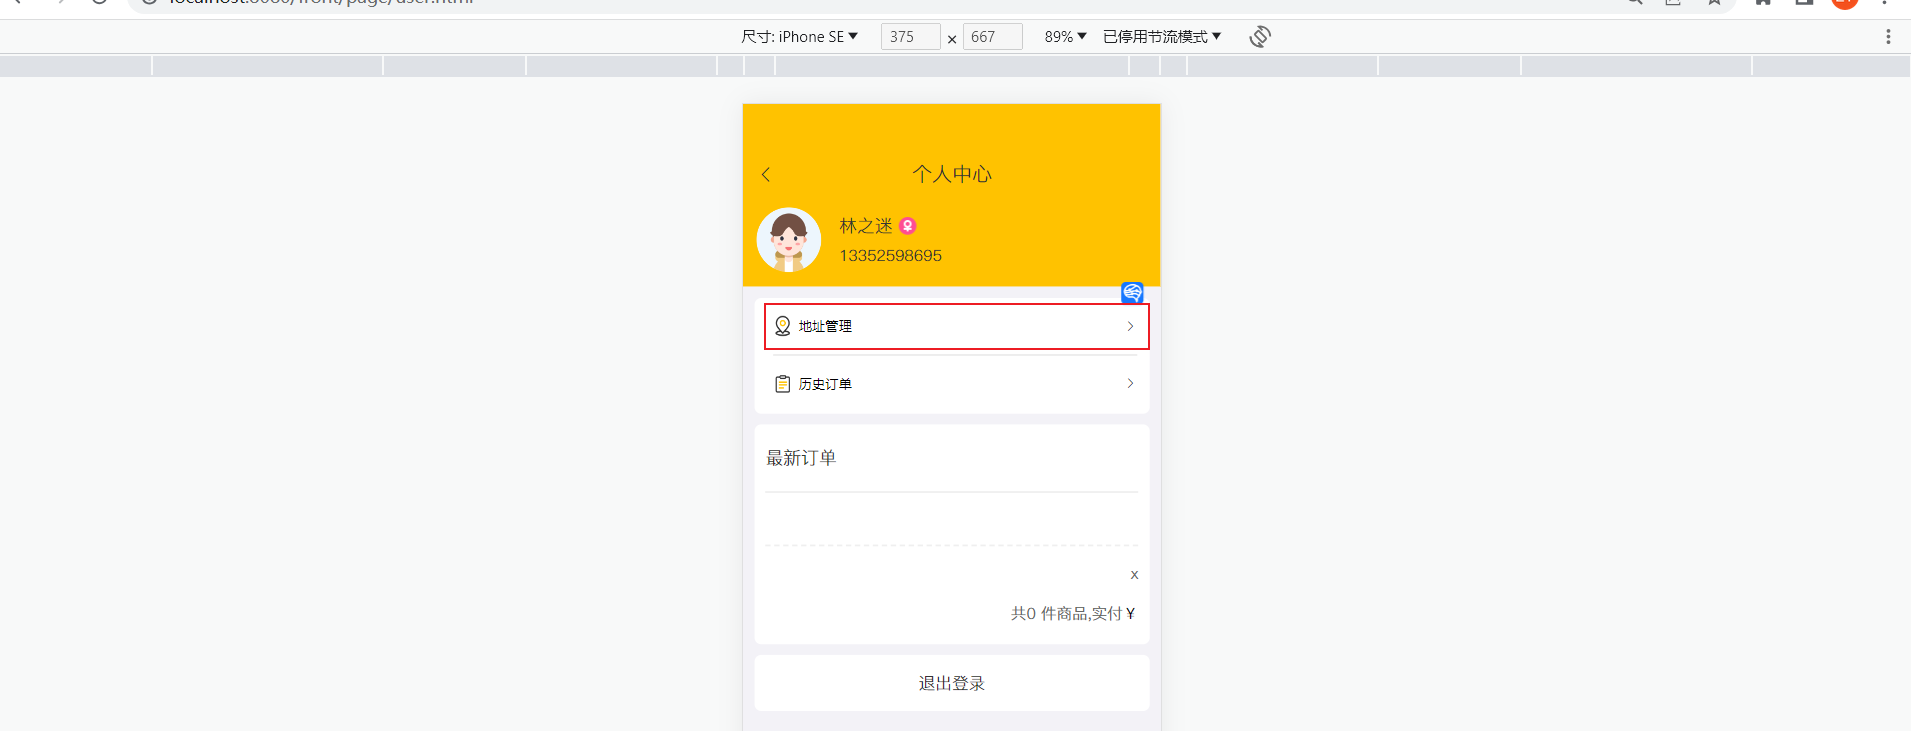 localhost:8080/front/page/user.html
尺寸: iPhone SE 375 × 667 89% 已停用节流模式
个人中心
林之迷
13352598695
地址管理
历史订单
最新订单
x
共0 件商品,实付¥
退出登录